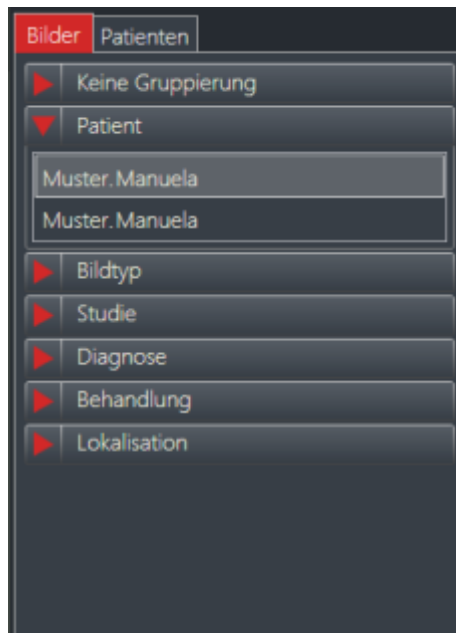 Bilder Patienten
Keine Gruppierung
Patient
Muster.Manuela
Muster.Manuela
Bildtyp
Studie
Diagnose
Behandlung
Lokalisation